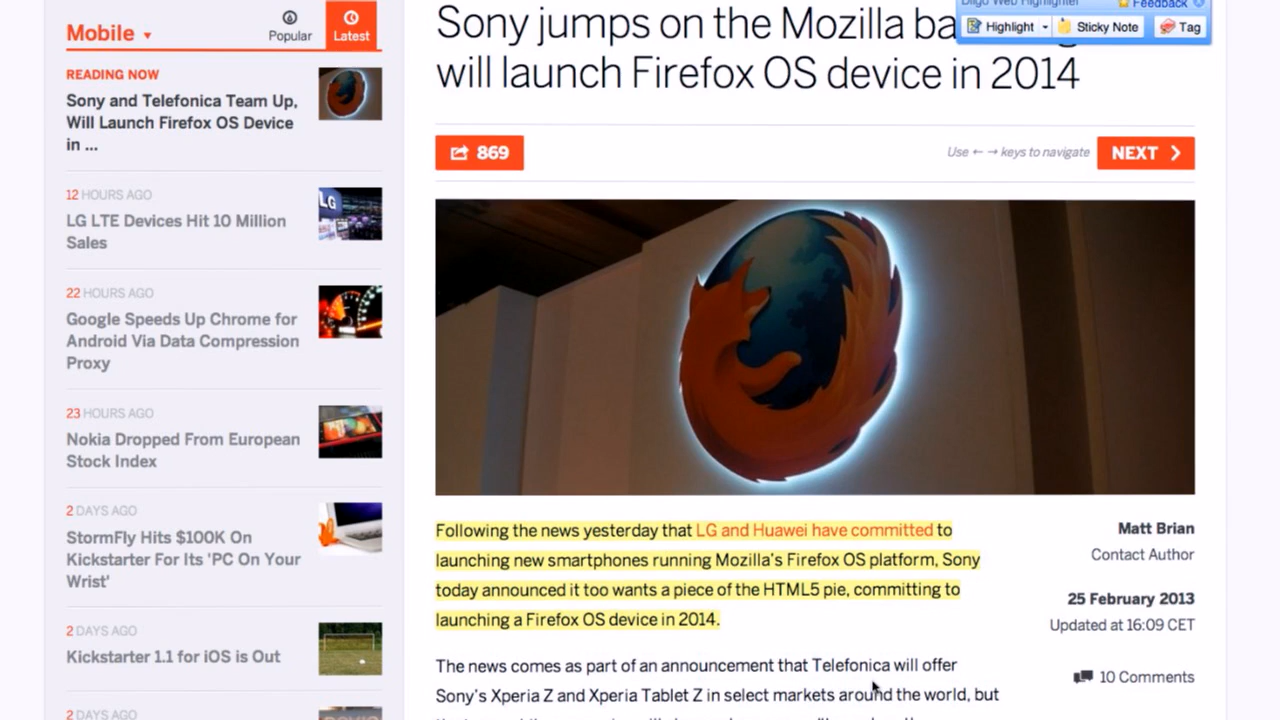 Mobile
Popular
Latest
READING NOW
Sony and Telefonica Team Up,
Will Launch Firefox OS Device
in ...
12 HOURS AGO
LG LTE Devices Hit 10 Million
Sales
22 HOURS AGO
Google Speeds Up Chrome for
Android Via Data Compression
Proxy
23 HOURS AGO
Nokia Dropped From European
Stock Index
2 DAYS AGO
StormFly Hits $100K On
Kickstarter For Its 'PC On Your
Wrist'
2 DAYS AGO
Kickstarter 1.1 for iOS is Out
2 DAYS AGO
Diigo Web Highlighter
Feedback
Highlight
Sticky Note
Tag
Sony jumps on the Mozilla
will launch Firefox OS device in 2014
869
Use ← → keys to navigate
NEXT
LG
Following the news yesterday that LG and Huawei have committed to
launching new smartphones running Mozilla's Firefox OS platform, Sony
today announced it too wants a piece of the HTML5 pie, committing to
launching a Firefox OS device in 2014.
The news comes as part of an announcement that Telefonica will offer
Sony's Xperia Z and Xperia Tablet Z in select markets around the world, but
Matt Brian
Contact Author
25 February 2013
Updated at 16:09 CET
10 Comments